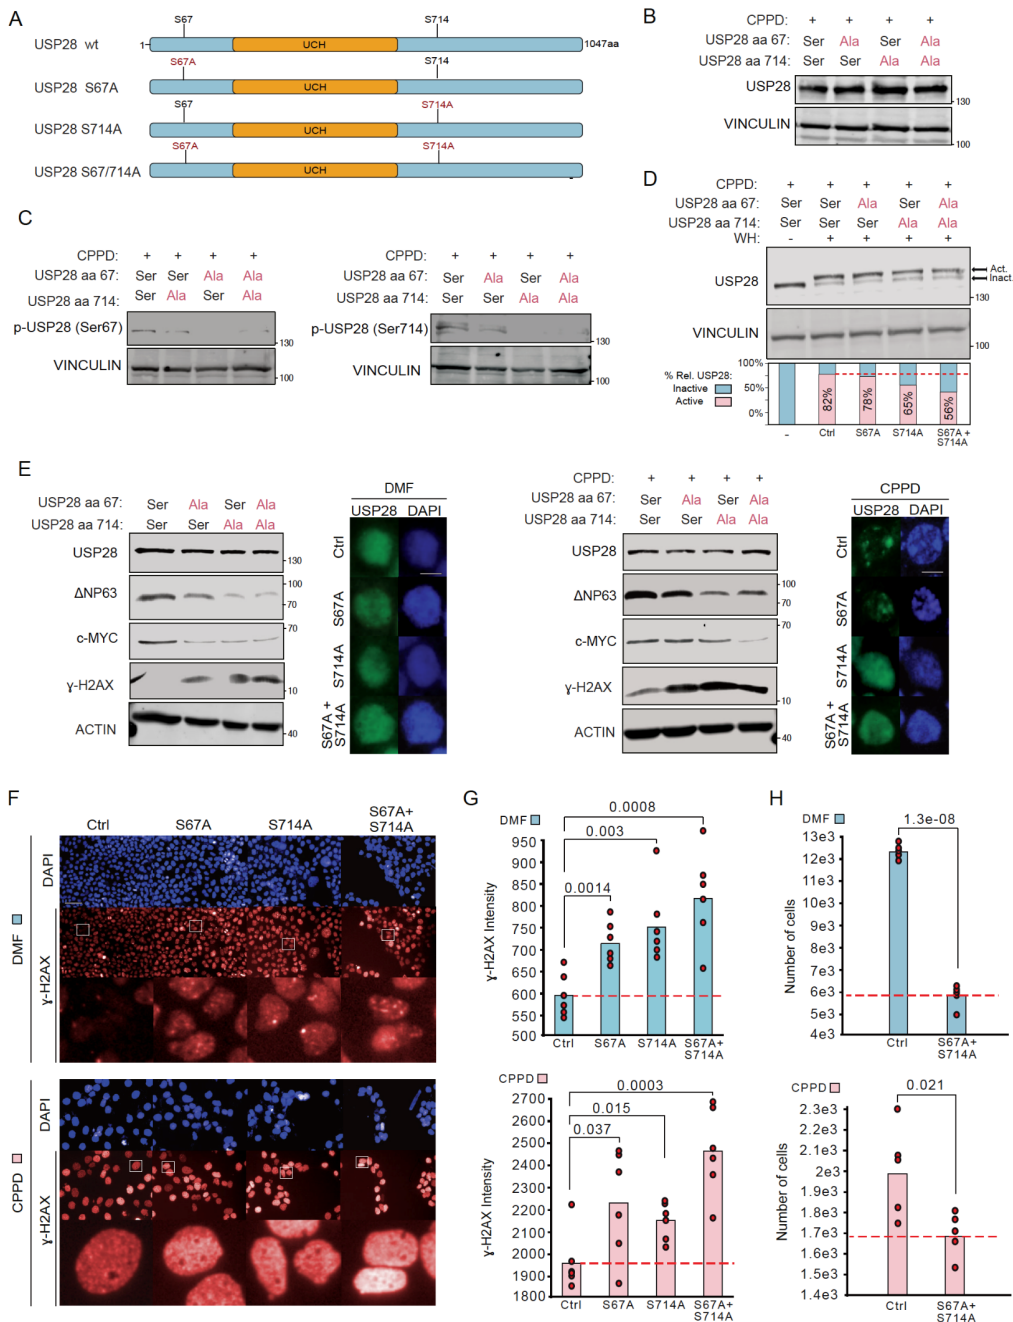 A
S67
S714
USP28 wt
1
UCH
1047aa
S67A
S714
USP28 S67A
UCH
S67
S714A
USP28 S714A
UCH
S67A
S714A
USP28 S67/714A
UCH
B
CPPD: + + + +
USP28 aa 67: Ser Ala Ser Ala
USP28 aa 714: Ser Ser Ala Ala
USP28
130
VINCULIN
100
C
CPPD: + + + +
USP28 aa 67: Ser Ser Ala Ala
USP28 aa 714: Ser Ala Ser Ala
p-USP28 (Ser67)
130
VINCULIN
100
CPPD: + + + +
USP28 aa 67: Ser Ala Ser Ala
USP28 aa 714: Ser Ser Ala Ala
p-USP28 (Ser714)
130
VINCULIN
100
D
CPPD: + + + + +
USP28 aa 67: Ser Ser Ala Ser Ala
USP28 aa 714: Ser Ser Ser Ala Ala
WH: - + + + +
USP28
Act.
Inact.
130
VINCULIN
100
% Rel. USP28:
Inactive
Active
100%
50%
0%
82%
78%
65%
56%
- Ctrl S67A S714A S67A +
S714A
E
USP28 aa 67: Ser Ala Ser Ala
USP28 aa 714: Ser Ser Ala Ala
USP28
130
ΔNP63
100
70
c-MYC
70
γ-H2AX
10
ACTIN
40
DMF
USP28 DAPI
Ctrl
S67A
S714A
S67A +
S714A
CPPD: + + + +
USP28 aa 67: Ser Ala Ser Ala
USP28 aa 714: Ser Ser Ala Ala
USP28
130
ΔNP63
100
70
c-MYC
70
γ-H2AX
10
ACTIN
40
CPPD
USP28 DAPI
Ctrl
S67A
S714A
S67A +
S714A
F
Ctrl S67A S714A S67A+
S714A
DMF
DAPI
γ-H2AX
CPPD
DAPI
γ-H2AX
G
DMF
0.0008
0.003
0.0014
γ-H2AX Intensity
950
900
850
800
750
700
650
600
550
500
Ctrl S67A S714A S67A+
S714A
CPPD
0.0003
0.015
0.037
γ-H2AX Intensity
2700
2600
2500
2400
2300
2200
2100
2000
1900
1800
Ctrl S67A S714A S67A+
S714A
H
DMF
1.3e-08
Number of cells
13e3
12e3
11e3
9e3
8e3
7e3
6e3
5e3
4e3
Ctrl S67A+
S714A
CPPD
0.021
Number of cells
2.3e3
2.2e3
2.1e3
2e3
1.9e3
1.8e3
1.7e3
1.6e3
1.5e3
1.4e3
Ctrl S67A+
S714A